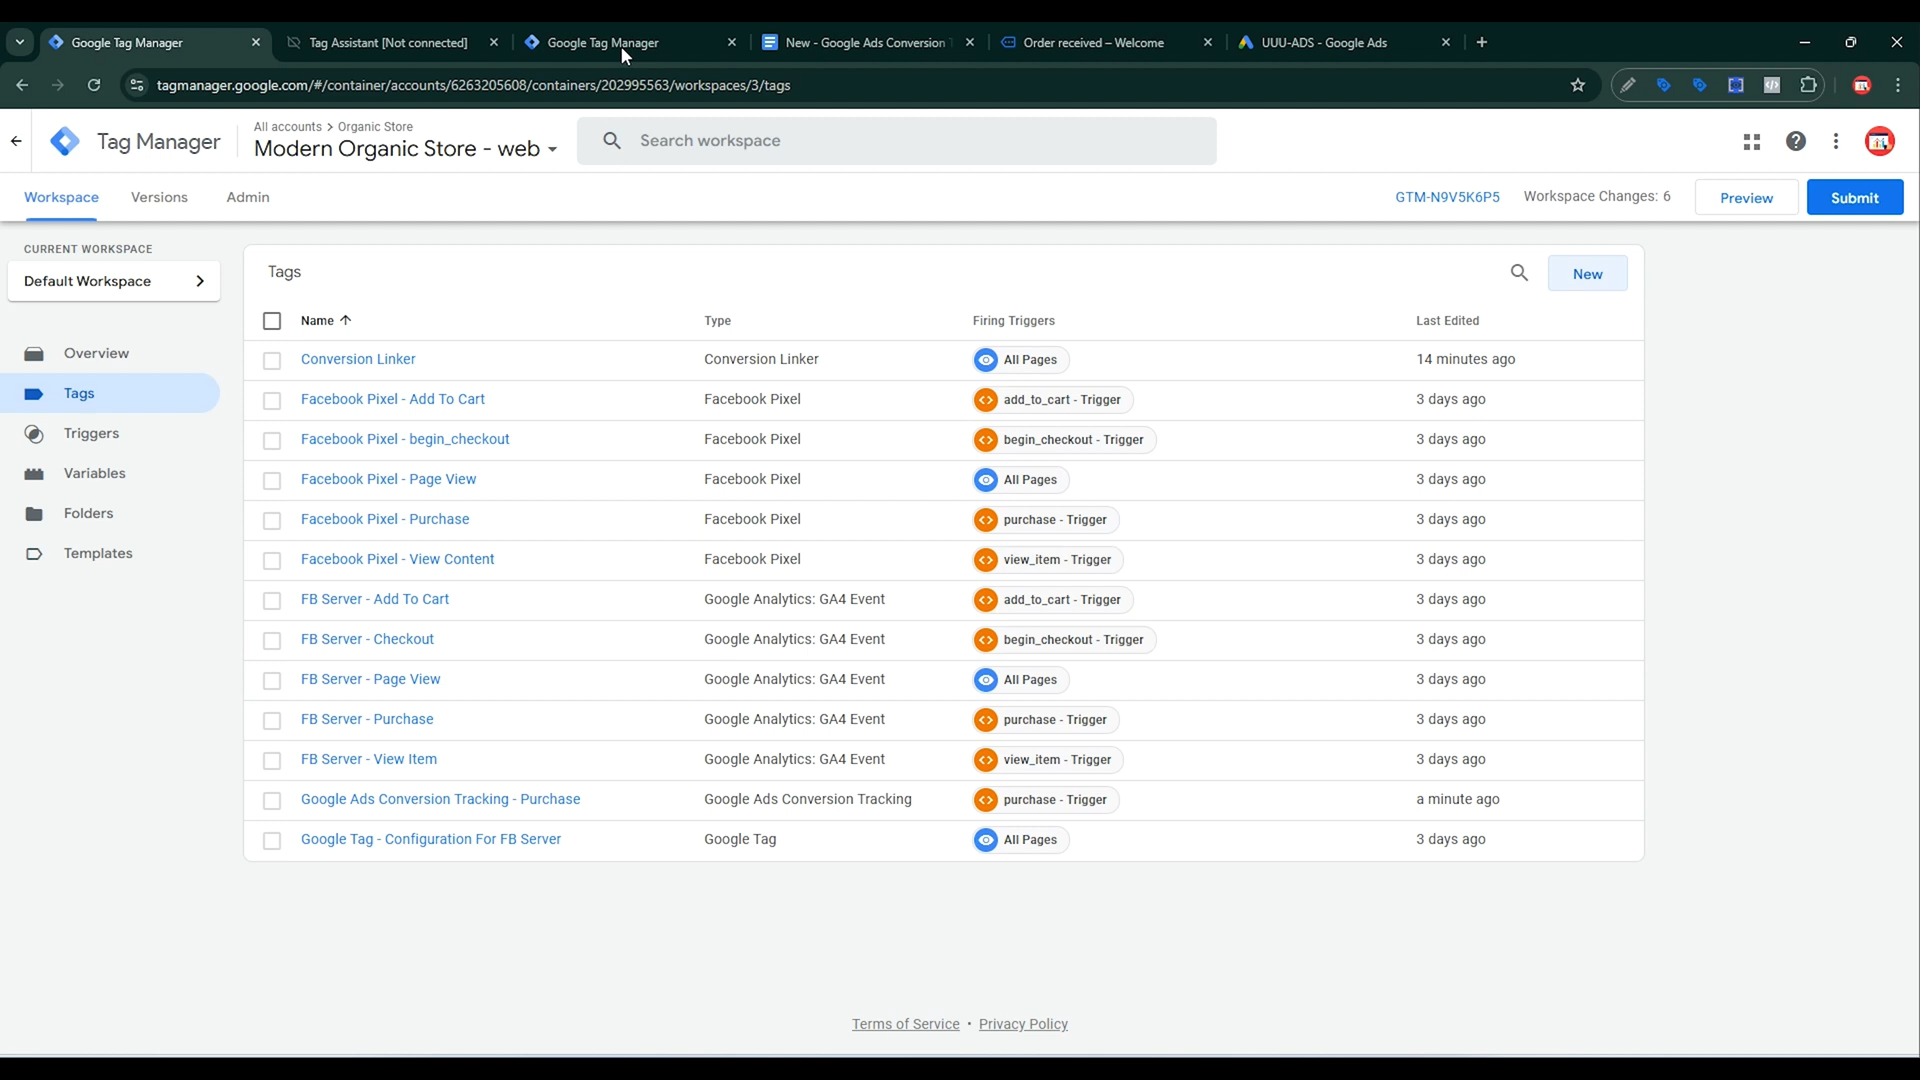 Google Tag Manager
Tag Assistant [Not connected]
Google Tag Manager
New - Google Ads Conversion
Order received – Welcome
UUU-ADS - Google Ads
tagmanager.google.com/#/container/accounts/6263205608/containers/202995563/workspaces/3/tags
Tag Manager
All accounts > Organic Store
Modern Organic Store - web
Search workspace
Workspace
Versions
Admin
GTM-N9V5K6P5
Workspace Changes: 6
Preview
Submit
CURRENT WORKSPACE
Default Workspace
Overview
Tags
Triggers
Variables
Folders
Templates
Tags
New
Name Type Firing Triggers Last Edited
Conversion Linker Conversion Linker All Pages 14 minutes ago
Facebook Pixel - Add To Cart Facebook Pixel add_to_cart - Trigger 3 days ago
Facebook Pixel - begin_checkout Facebook Pixel begin_checkout - Trigger 3 days ago
Facebook Pixel - Page View Facebook Pixel All Pages 3 days ago
Facebook Pixel - Purchase Facebook Pixel purchase - Trigger 3 days ago
Facebook Pixel - View Content Facebook Pixel view_item - Trigger 3 days ago
FB Server - Add To Cart Google Analytics: GA4 Event add_to_cart - Trigger 3 days ago
FB Server - Checkout Google Analytics: GA4 Event begin_checkout - Trigger 3 days ago
FB Server - Page View Google Analytics: GA4 Event All Pages 3 days ago
FB Server - Purchase Google Analytics: GA4 Event purchase - Trigger 3 days ago
FB Server - View Item Google Analytics: GA4 Event view_item - Trigger 3 days ago
Google Ads Conversion Tracking - Purchase Google Ads Conversion Tracking purchase - Trigger a minute ago
Google Tag - Configuration For FB Server Google Tag All Pages 3 days ago
Terms of Service • Privacy Policy